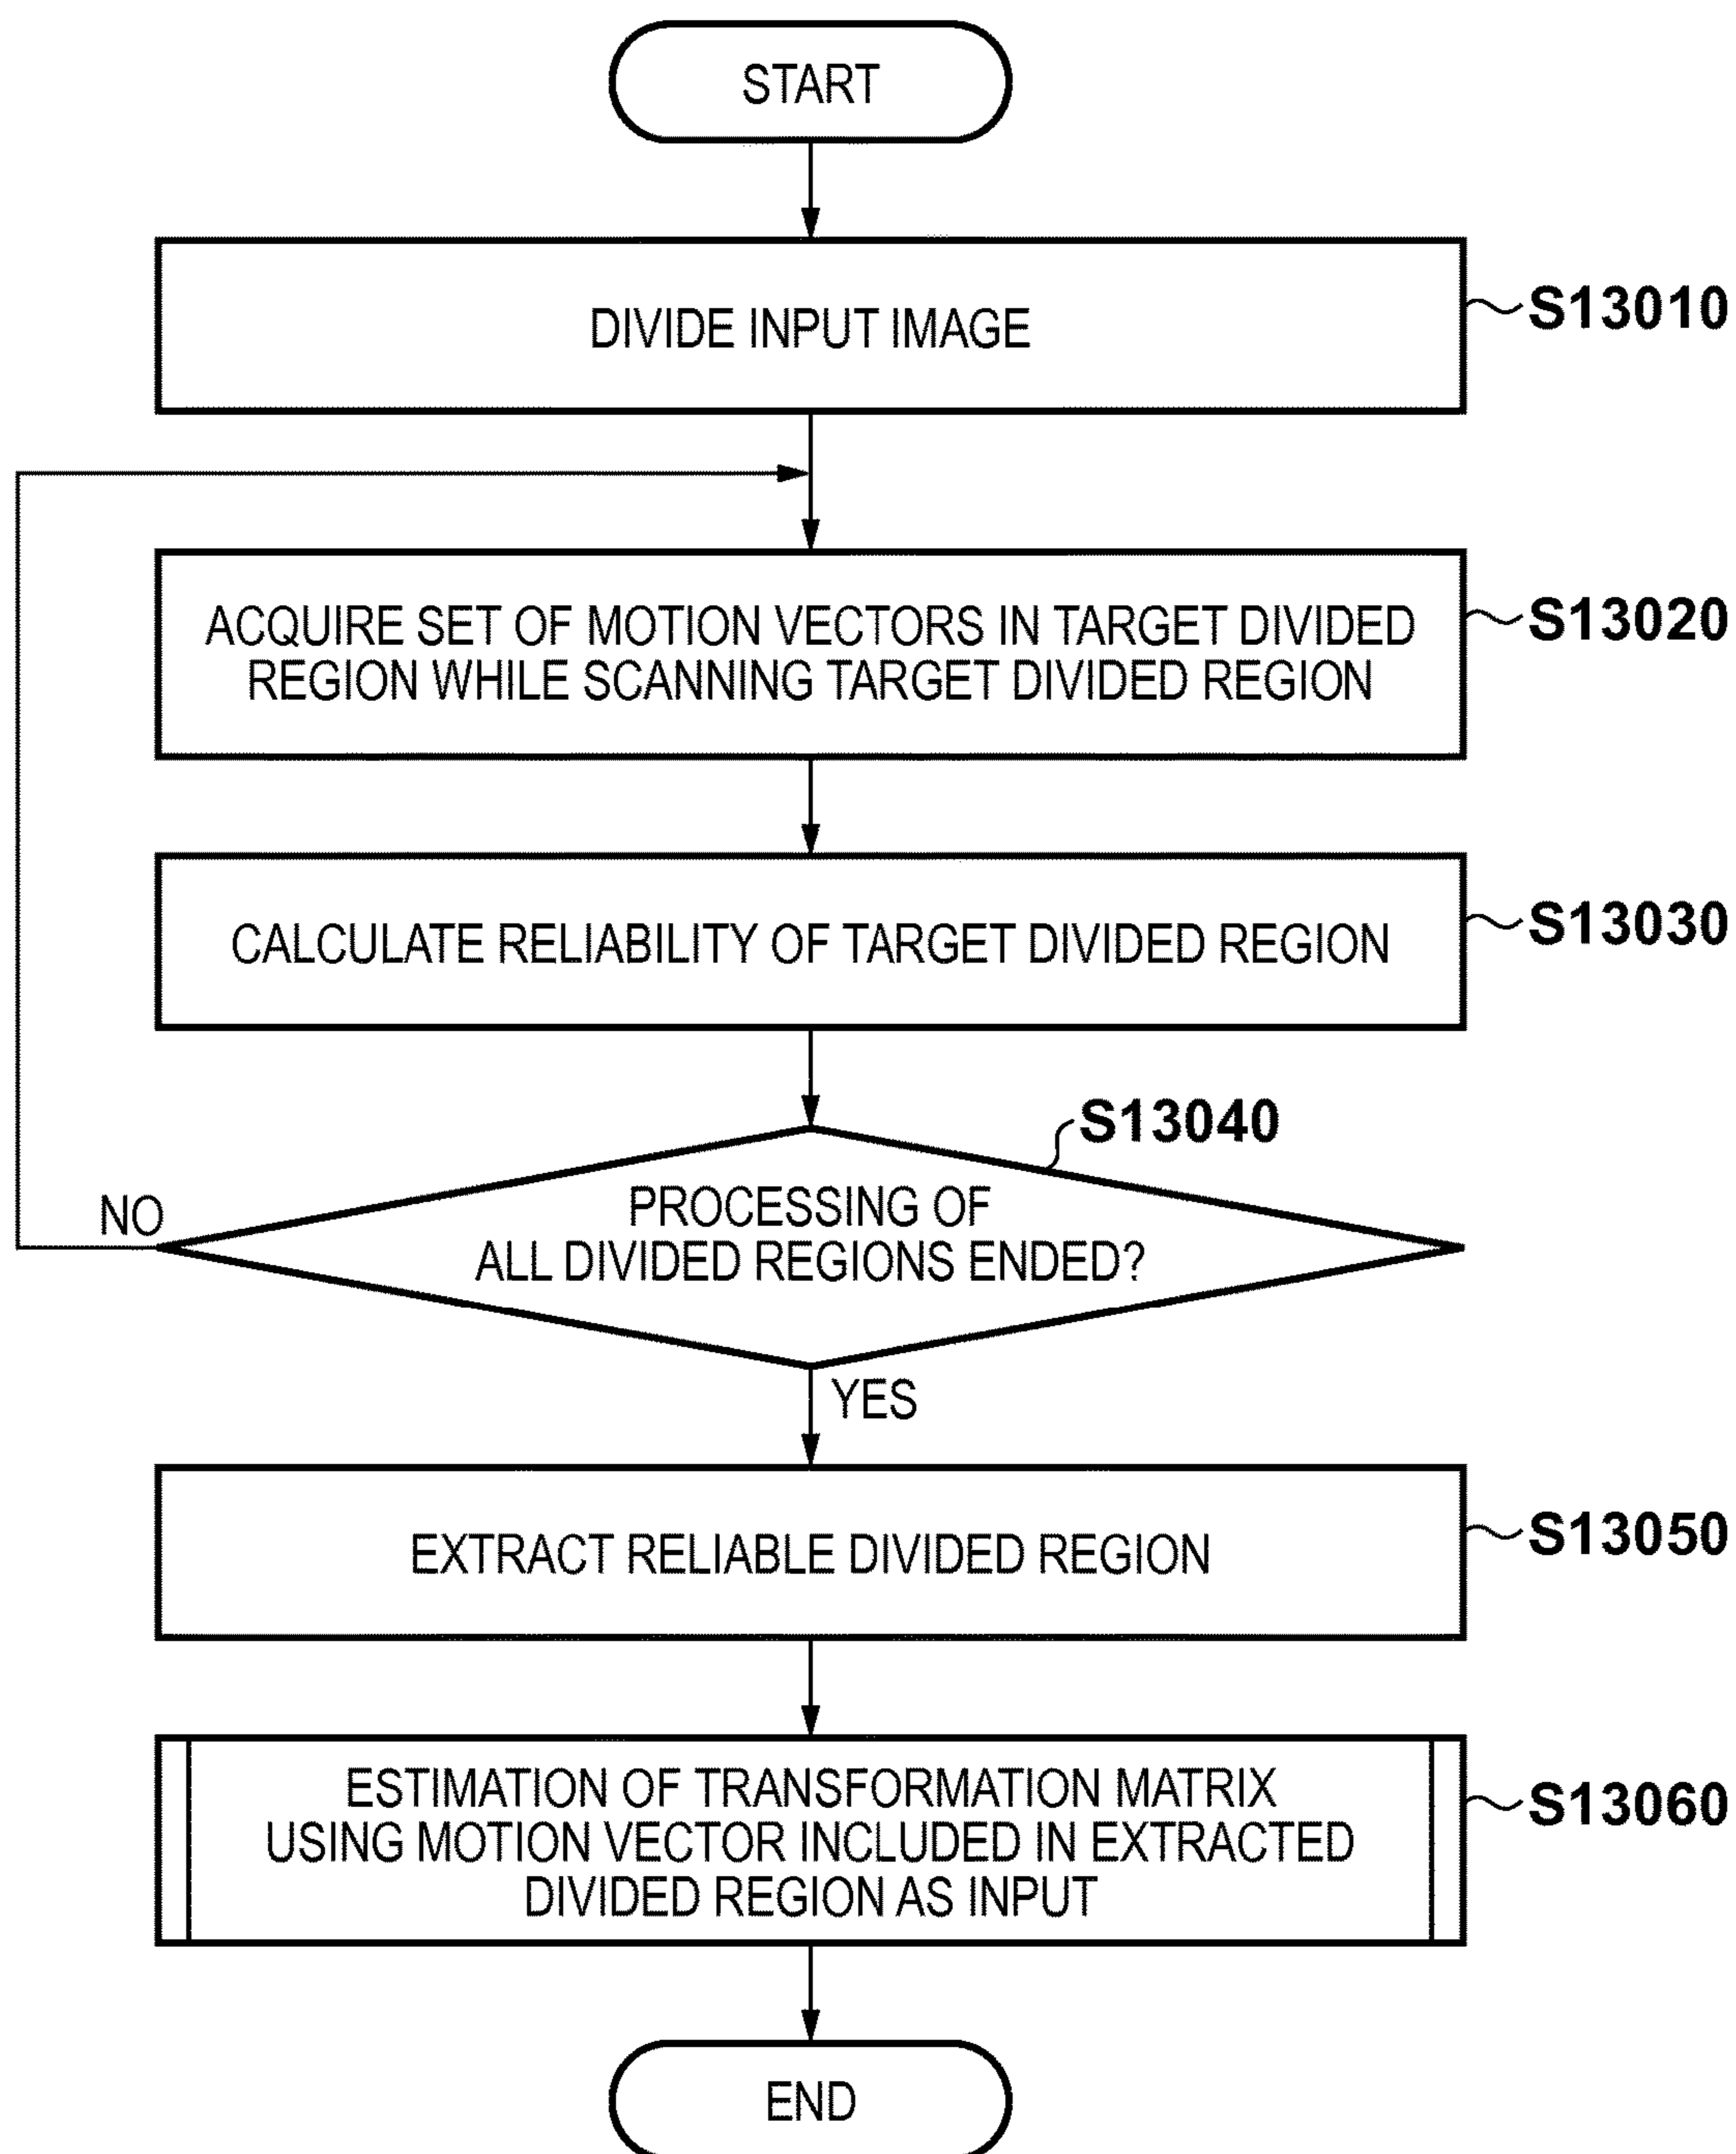 START
DIVIDE INPUT IMAGE
S13010
ACQUIRE SET OF MOTION VECTORS IN TARGET DIVIDED
REGION WHILE SCANNING TARGET DIVIDED REGION
S13020
CALCULATE RELIABILITY OF TARGET DIVIDED REGION
S13030
S13040
PROCESSING OF
ALL DIVIDED REGIONS ENDED?
NO
YES
EXTRACT RELIABLE DIVIDED REGION
S13050
ESTIMATION OF TRANSFORMATION MATRIX
USING MOTION VECTOR INCLUDED IN EXTRACTED
DIVIDED REGION AS INPUT
S13060
END